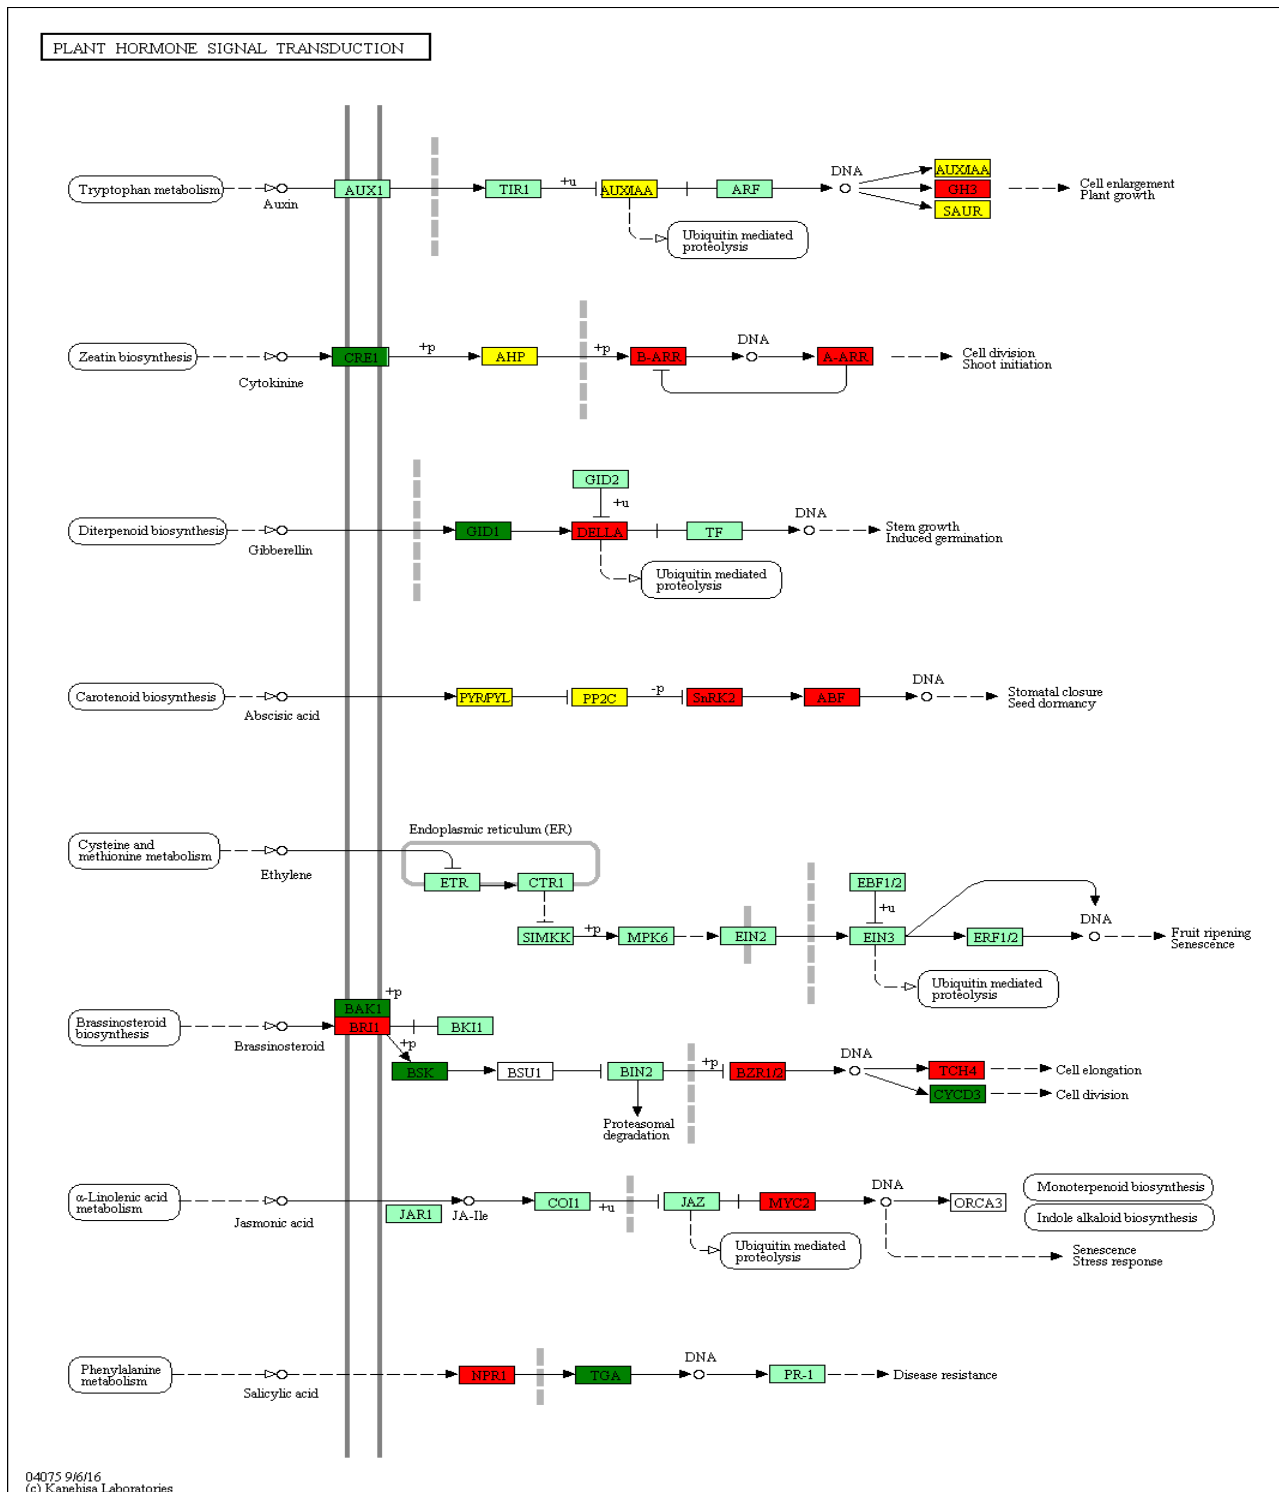 PLANT HORMONE SIGNAL TRANSDUCTION
Tryptophan metabolism
Auxin
AUX1
TIR1
+u
AUX/IAA
ARF
DNA
AUX/IAA
GH3
SAUR
Cell enlargement
Plant growth
Ubiquitin mediated
proteolysis
Zeatin biosynthesis
Cytokinine
CRE1
+p
AHP
+p
B-ARR
DNA
A-ARR
Cell division
Shoot initiation
GID2
+u
Diterpenoid biosynthesis
Gibberellin
GID1
DELLA
TF
DNA
Stem growth
Induced germination
Ubiquitin mediated
proteolysis
Carotenoid biosynthesis
Abscisic acid
PYR/PYL
PP2C
-p
SnRK2
ABF
DNA
Stomatal closure
Seed dormancy
Cysteine and
methionine metabolism
Ethylene
Endoplasmic reticulum (ER)
ETR
CTR1
SIMKK
+p
MPK6
EIN2
EBF1/2
+u
EIN3
ERF1/2
DNA
Fruit ripening
Senescence
Ubiquitin mediated
proteolysis
Brassinosteroid
biosynthesis
Brassinosteroid
BAK1
+p
BRI1
BKI1
+p
BSK
BSU1
BIN2
+p
BZR1/2
DNA
TCH4
Cell elongation
CYCD3
Cell division
Proteasomal
degradation
α-Linolenic acid
metabolism
Jasmonic acid
JAR1
JA-Ile
COI1
+u
JAZ
MYC2
DNA
ORCA3
Monoterpenoid biosynthesis
Indole alkaloid biosynthesis
Ubiquitin mediated
proteolysis
Senescence
Stress response
Phenylalanine
metabolism
Salicylic acid
NPR1
TGA
DNA
PR-1
Disease resistance
04075 9/6/16
(c) Kanehisa Laboratories